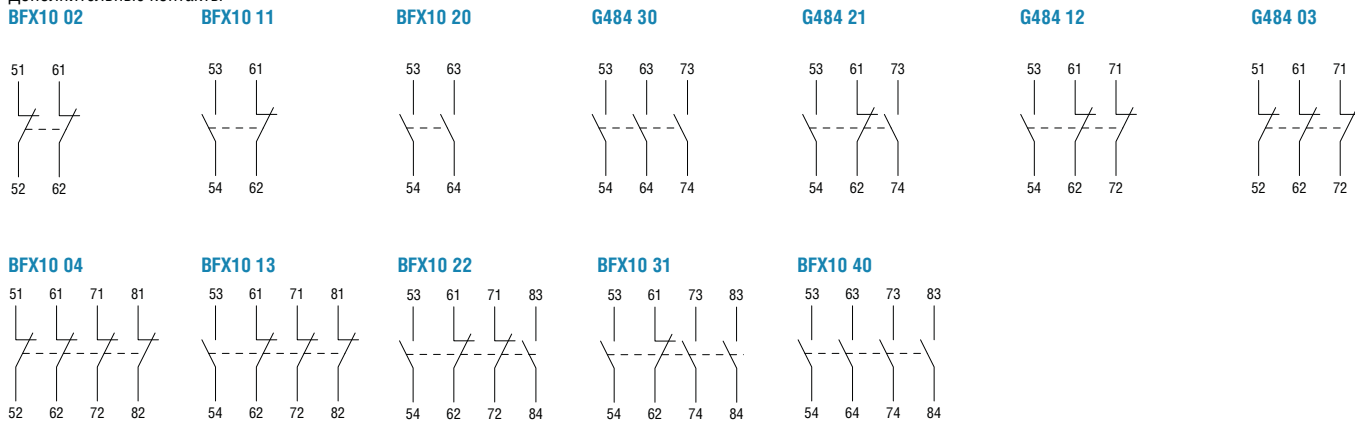 Дополнительные контакты
BFX10 02 BFX10 11 BFX10 20 G484 30 G484 21 G484 12 G484 03
51 61 53 61 53 63 53 63 73 53 61 73 53 61 71 51 61 71
52 62 54 62 54 64 54 64 74 54 62 74 54 62 72 52 62 72
BFX10 04 BFX10 13 BFX10 22 BFX10 31 BFX10 40
51 61 71 81 53 61 71 81 53 61 71 83 53 61 73 83 53 63 73 83
52 62 72 82 54 62 72 82 54 62 72 84 54 62 74 84 54 64 74 84